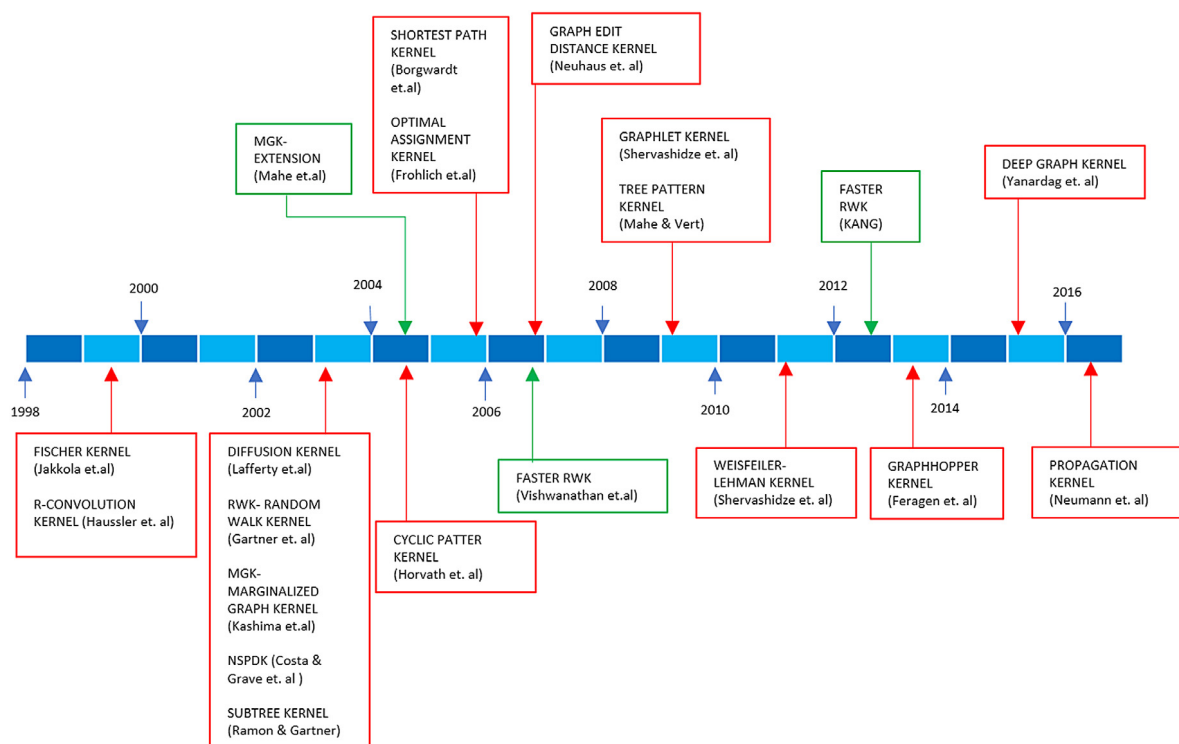 SHORTEST PATH
KERNEL
(Borgwardt
et.al)
OPTIMAL
ASSIGNMENT
KERNEL
(Frohlich et.al)
GRAPH EDIT
DISTANCE KERNEL
(Neuhaus et. al)
MGK-
EXTENSION
(Mahe et.al)
GRAPHLET KERNEL
(Shervashidze et. al)
TREE PATTERN
KERNEL
(Mahe & Vert)
FASTER
RWK
(KANG)
DEEP GRAPH KERNEL
(Yanardag et. al)
2000
2004
2008
2012
2016
1998
2002
2006
2010
2014
FISCHER KERNEL
(Jakkola et.al)
R-CONVOLUTION
KERNEL (Haussler et. al)
DIFFUSION KERNEL
(Lafferty et.al)
RWK- RANDOM
WALK KERNEL
(Gartner et. al)
MGK-
MARGINALIZED
GRAPH KERNEL
(Kashima et.al)
NSPDK (Costa &
Grave et. al )
SUBTREE KERNEL
(Ramon & Gartner)
CYCLIC PATTER
KERNEL
(Horvath et. al)
FASTER RWK
(Vishwanathan et.al)
WEISFEILER-
LEHMAN KERNEL
(Shervashidze et. al)
GRAPHHOPPER
KERNEL
(Feragen et. al)
PROPAGATION
KERNEL
(Neumann et. al)